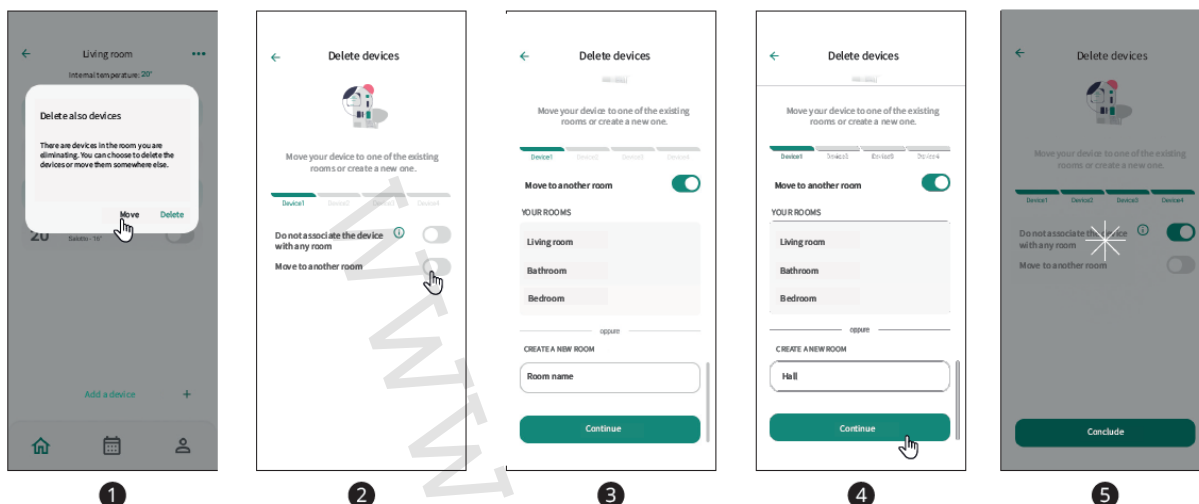 Living room
Internal temperature: 20°
Delete also devices
There are devices in the room you are
eliminating. You can choose to delete the
devices or move them somewhere else.
Move Delete
20
Salotto - 16°
Add a device +
1
Delete devices
Move your device to one of the existing
rooms or create a new one.
Device1 Device2 Device3 Device4
Do not associate the device
with any room
Move to another room
2
Delete devices
Move your device to one of the existing
rooms or create a new one.
Device1 Device2 Device3 Device4
Move to another room
YOUR ROOMS
Living room
Bathroom
Bedroom
oppure
CREATE A NEW ROOM
Room name
Continue
3
Delete devices
Move your device to one of the existing
rooms or create a new one.
Device1 Device2 Device3 Device4
Move to another room
YOUR ROOMS
Living room
Bathroom
Bedroom
oppure
CREATE A NEW ROOM
Hall
Continue
4
Delete devices
Move your device to one of the existing
rooms or create a new one.
Device1 Device2 Device3 Device4
Do not associate the device
with any room
Move to another room
Conclude
5